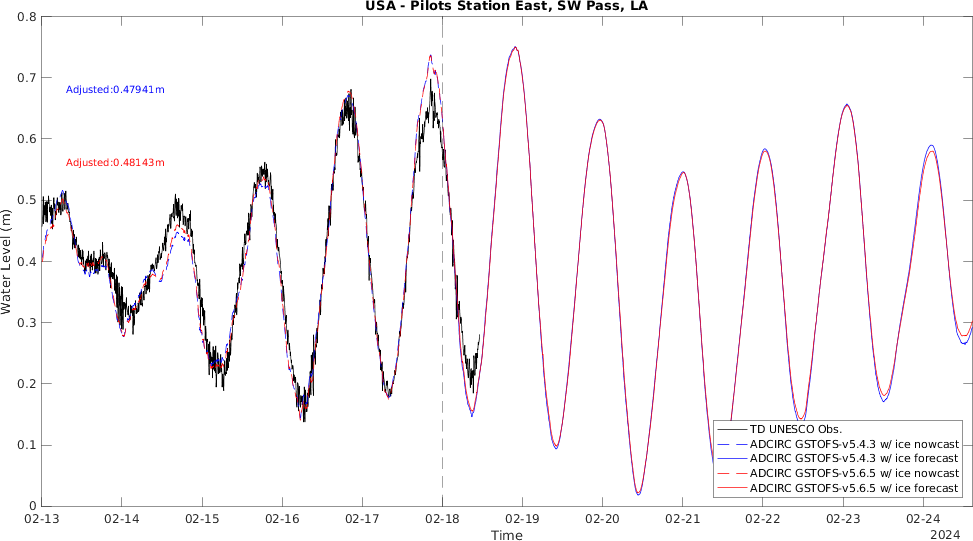 USA - Pilots Station East, SW Pass, LA
0.8
0.7
0.6
0.5
0.4
0.3
0.2
0.1
0
Water Level (m)
Adjusted:0.47941m
Adjusted:0.48143m
TD UNESCO Obs.
ADCIRC GSTOFS-v5.4.3 w/ ice nowcast
ADCIRC GSTOFS-v5.4.3 w/ ice forecast
ADCIRC GSTOFS-v5.6.5 w/ ice nowcast
ADCIRC GSTOFS-v5.6.5 w/ ice forecast
02-13 02-14 02-15 02-16 02-17 02-18 02-19 02-20 02-21 02-22 02-23 02-24
Time
2024